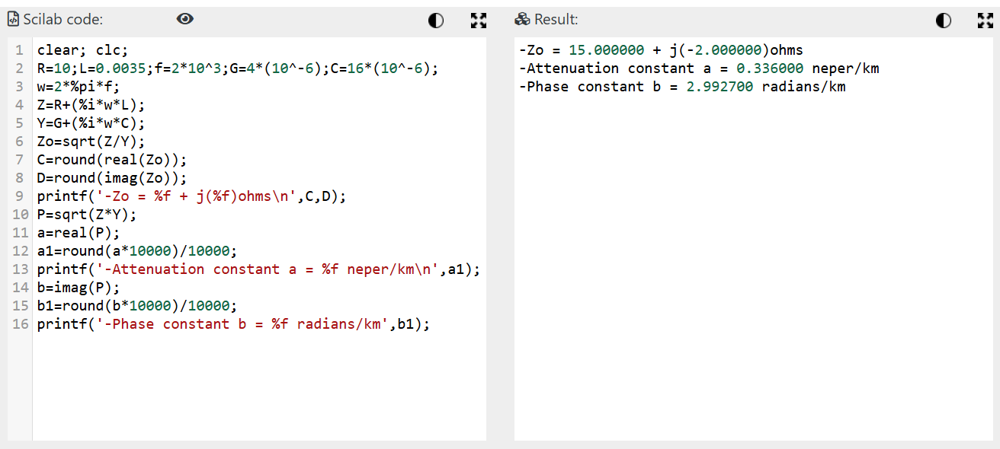 Scilab code:
1 clear; clc;
2 R=10;L=0.0035;f=2*10^3;G=4*(10^-6);C=16*(10^-6);
3 w=2*%pi*f;
4 Z=R+(%i*w*L);
5 Y=G+(%i*w*C);
6 Zo=sqrt(Z/Y);
7 C=round(real(Zo));
8 D=round(imag(Zo));
9 printf('-Zo = %f + j(%f)ohms\n',C,D);
10 P=sqrt(Z*Y);
11 a=real(P);
12 a1=round(a*10000)/10000;
13 printf('-Attenuation constant a = %f neper/km\n',a1);
14 b=imag(P);
15 b1=round(b*10000)/10000;
16 printf('-Phase constant b = %f radians/km',b1);
Result:
-Zo = 15.000000 + j(-2.000000)ohms
-Attenuation constant a = 0.336000 neper/km
-Phase constant b = 2.992700 radians/km